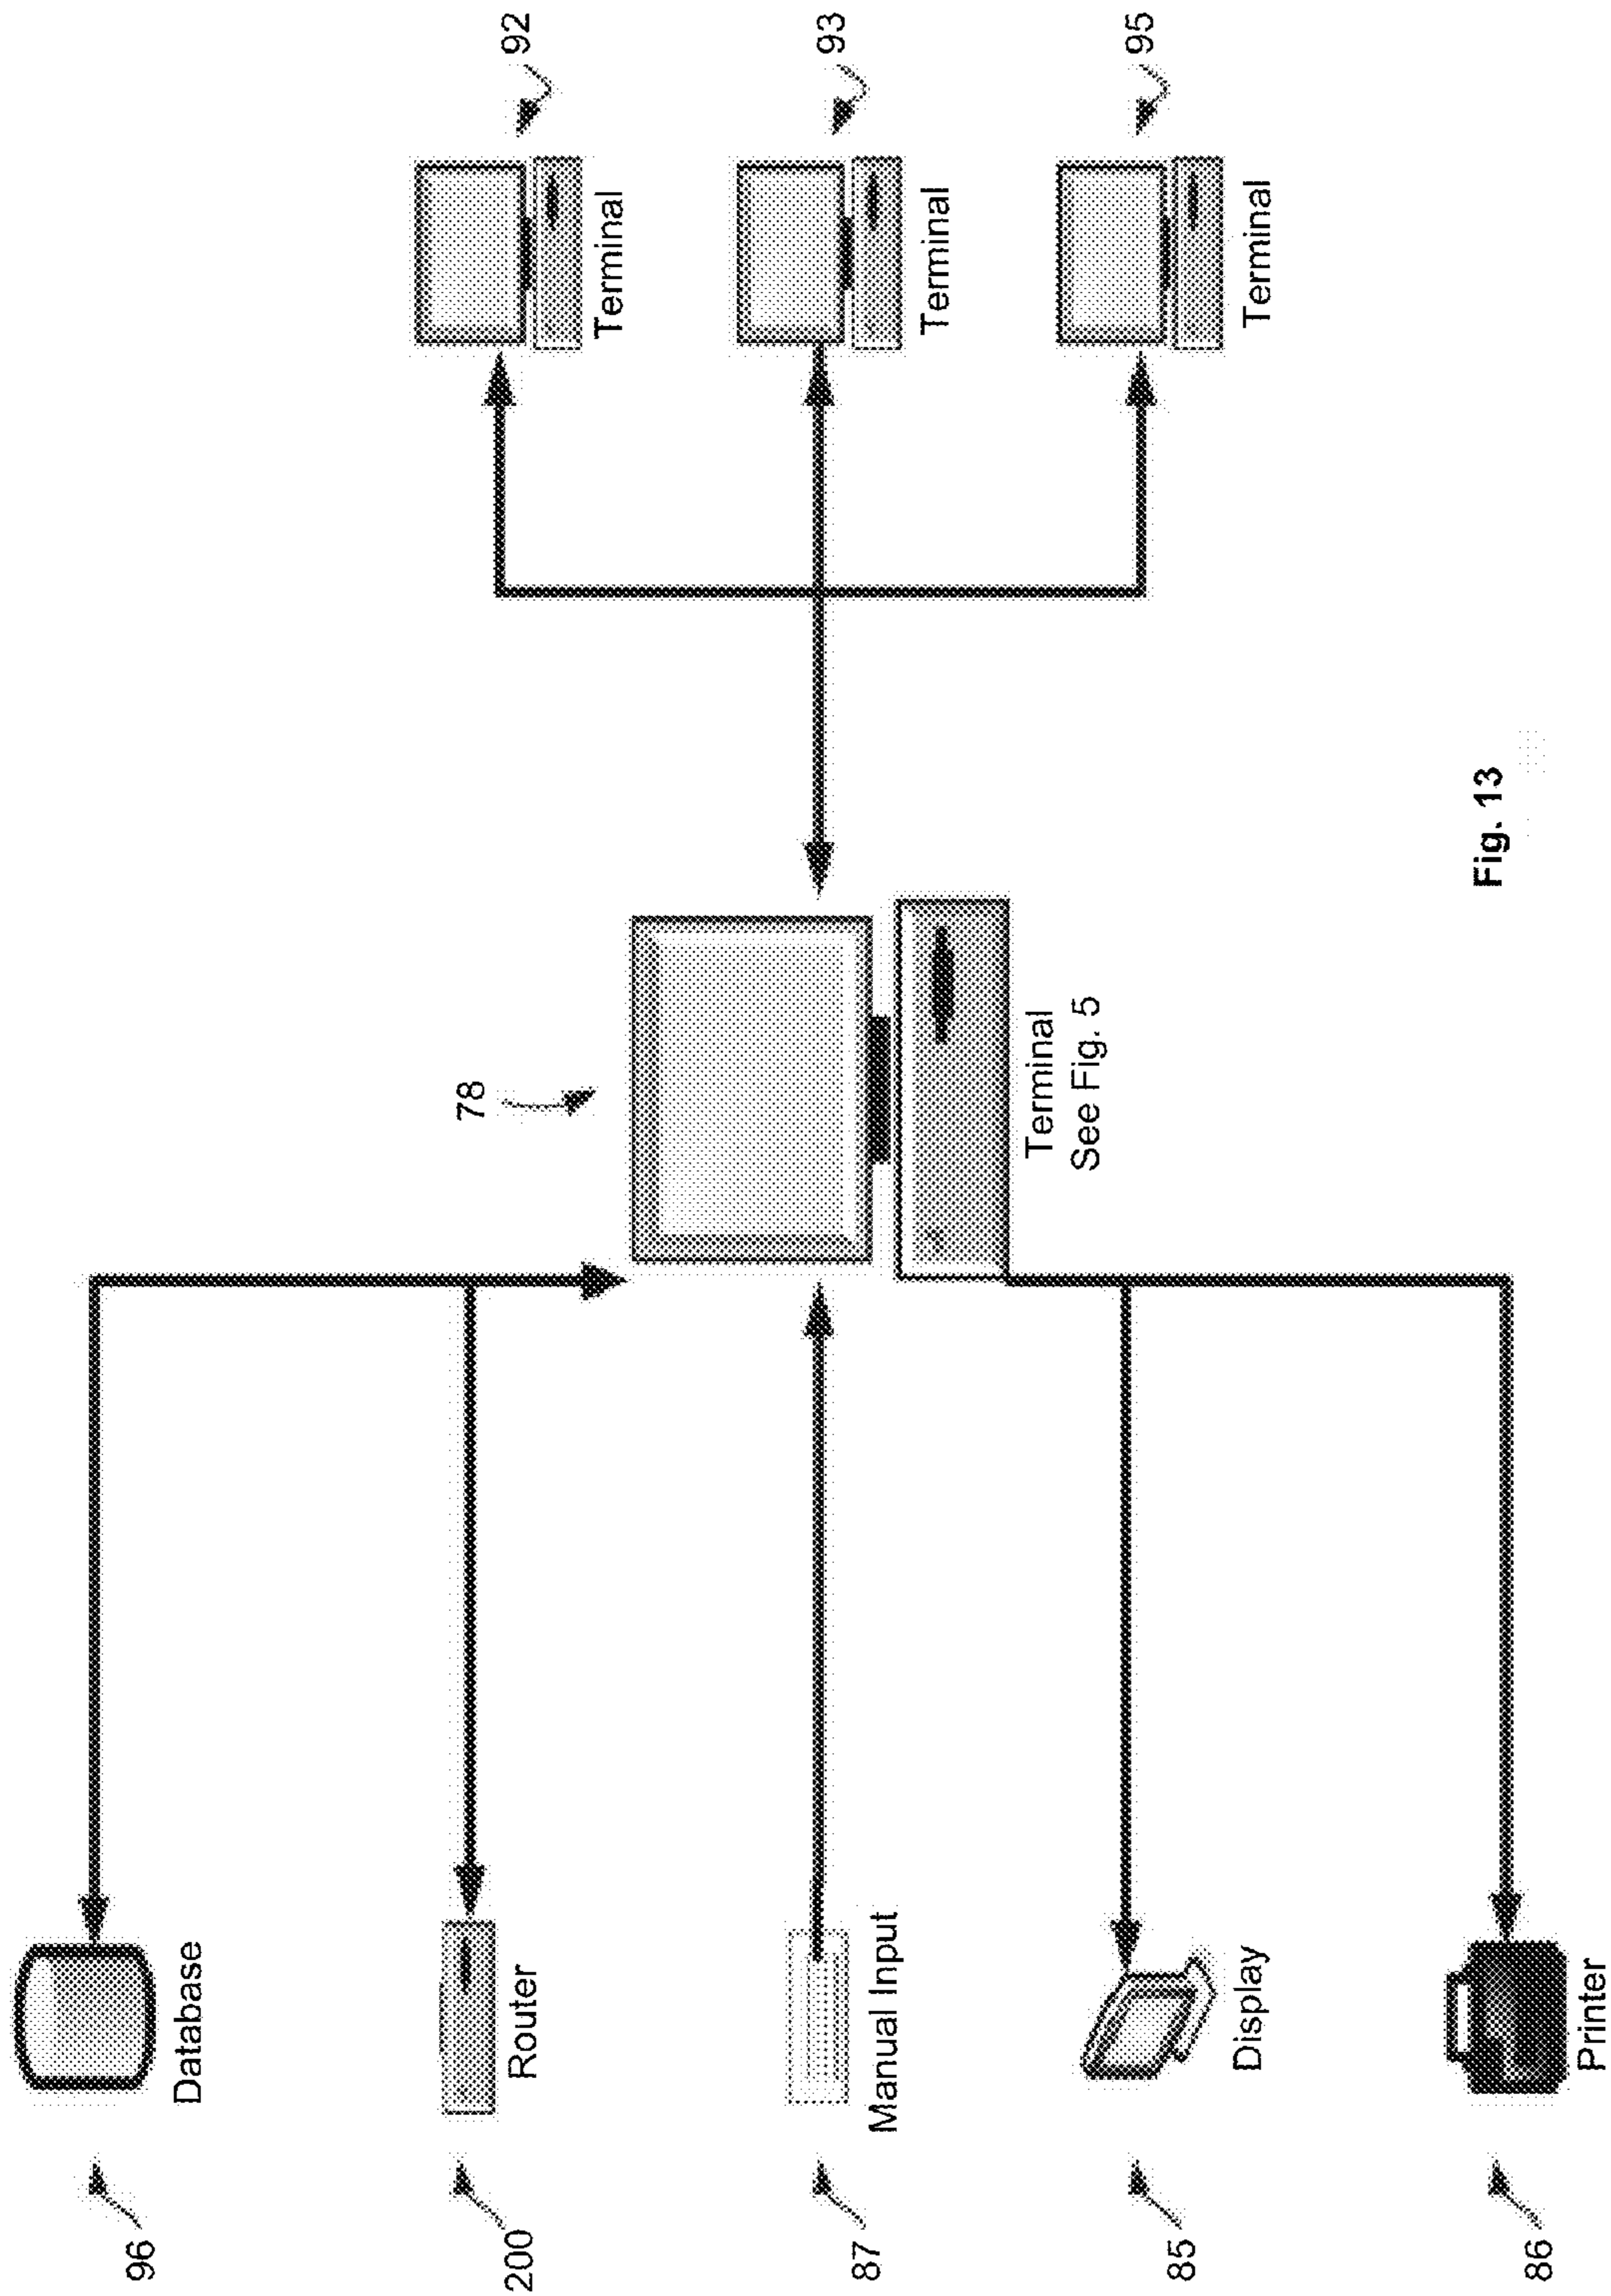 96
Database
200
Router
87
Manual Input
85
Display
86
Printer
78
Terminal
See Fig. 5
92
Terminal
93
Terminal
95
Terminal
Fig. 13